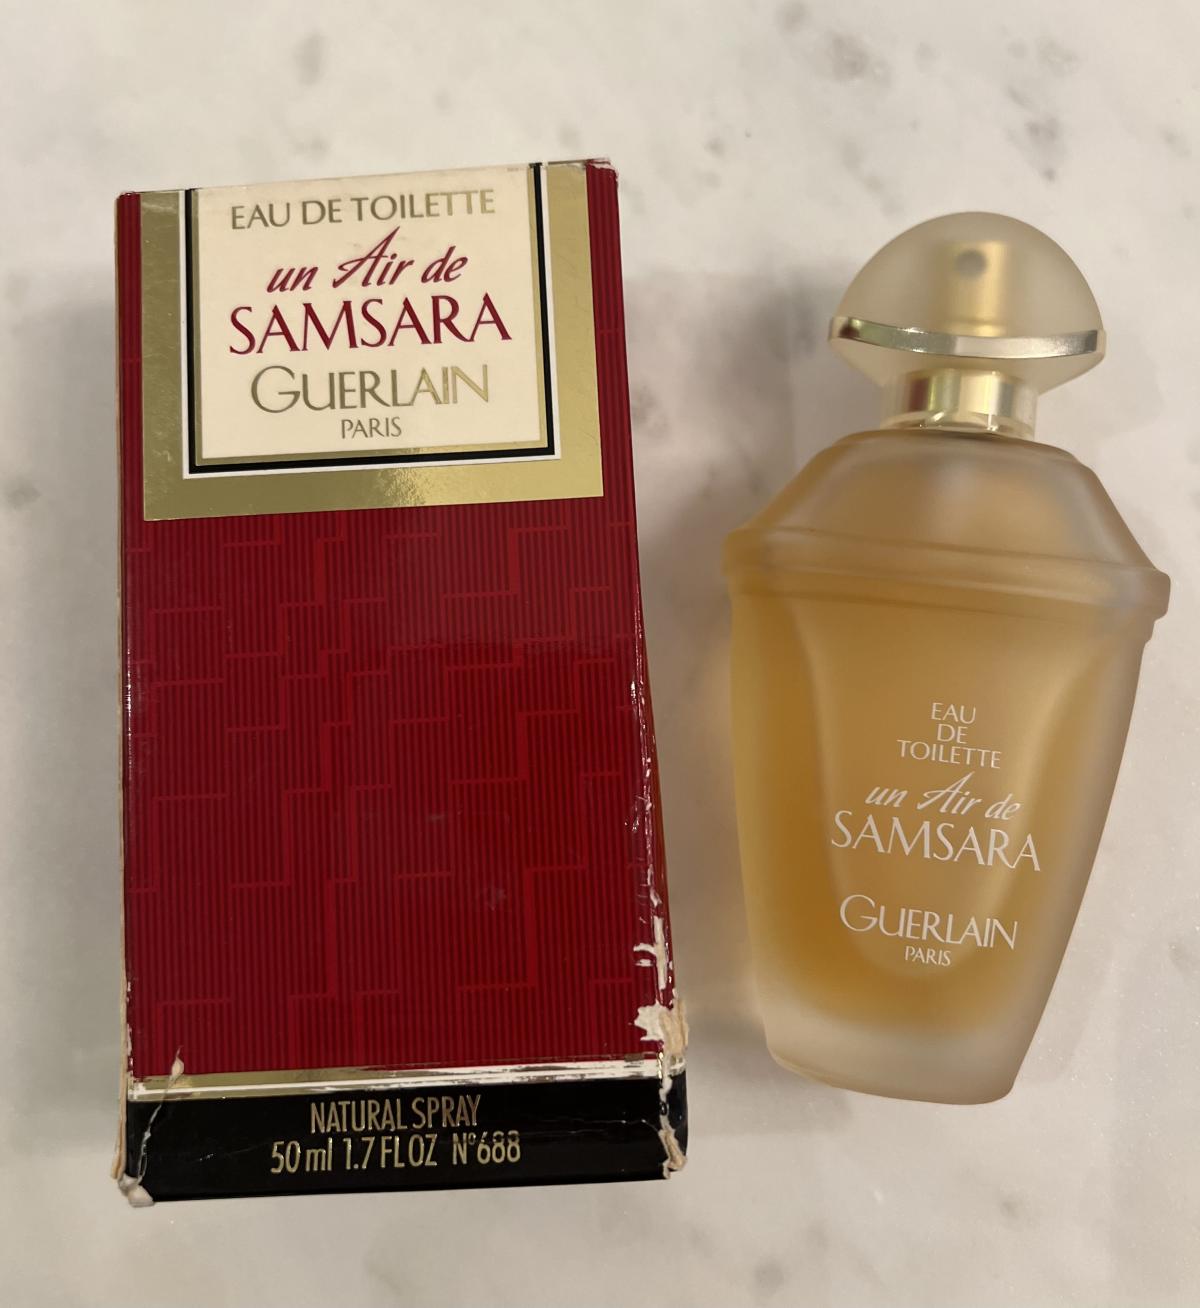 EAU DE TOILETTE
un Air de
SAMSARA
GUERLAIN
PARIS
NATURAL SPRAY
50 ml 1.7 FL OZ N°688
EAU
DE
TOILETTE
un Air de
SAMSARA
GUERLAIN
PARIS